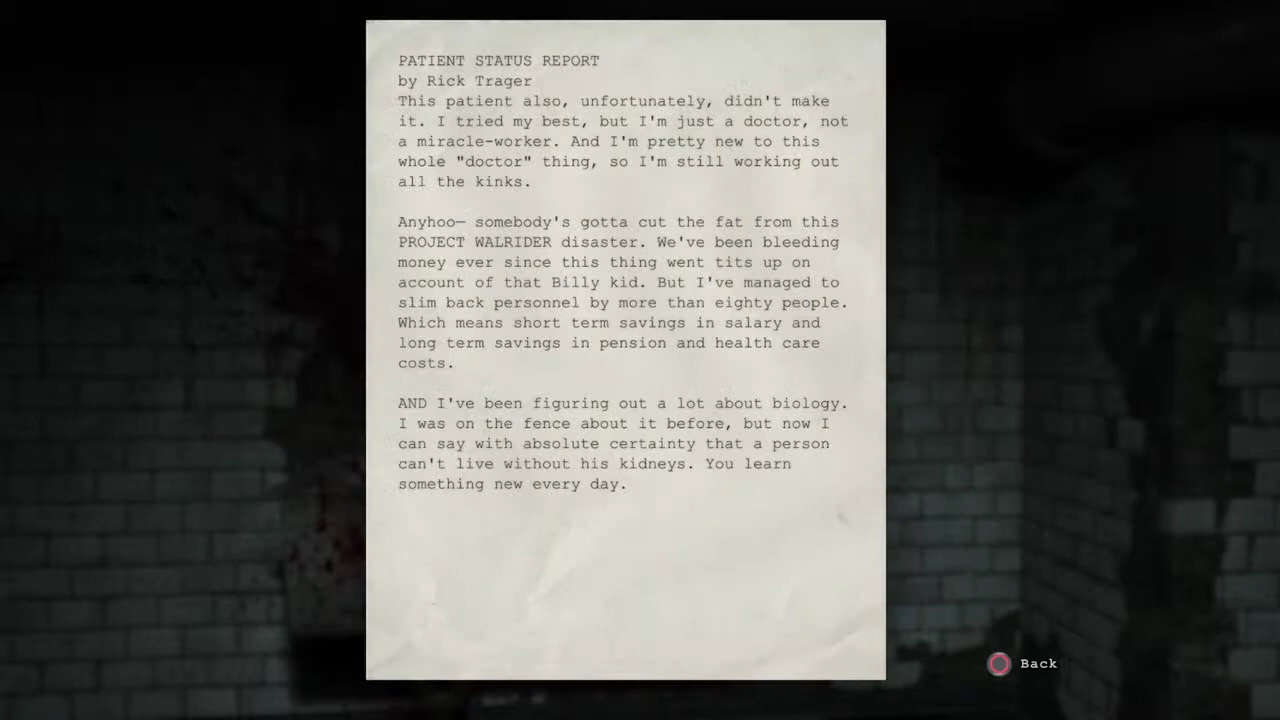 PATIENT STATUS REPORT
by Rick Trager
This patient also, unfortunately, didn't make
it. I tried my best, but I'm just a doctor, not
a miracle-worker. And I'm pretty new to this
whole "doctor" thing, so I'm still working out
all the kinks.
Anyhoo— somebody's gotta cut the fat from this
PROJECT WALRIDER disaster. We've been bleeding
money ever since this thing went tits up on
account of that Billy kid. But I've managed to
slim back personnel by more than eighty people.
Which means short term savings in salary and
long term savings in pension and health care
costs.
AND I've been figuring out a lot about biology.
I was on the fence about it before, but now I
can say with absolute certainty that a person
can't live without his kidneys. You learn
something new every day.
Back